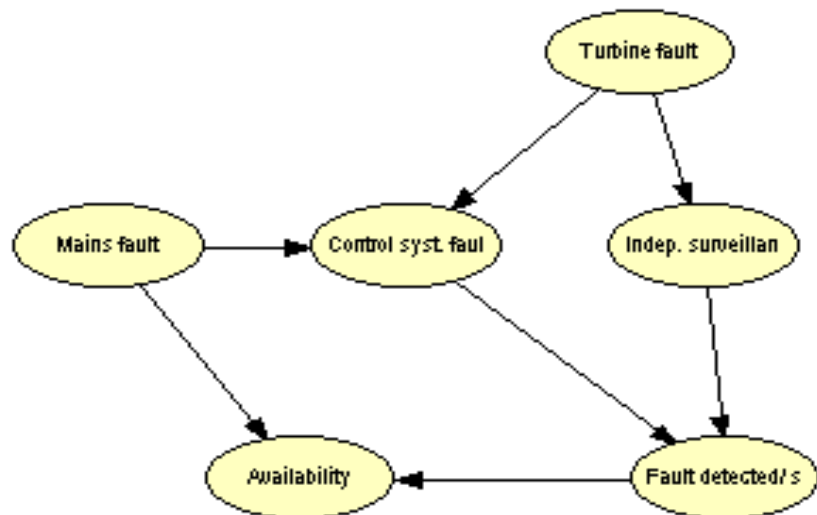 Turbine fault
Mains fault
Control syst. faul
Indep. surveillan
Availability
Fault detected/ s